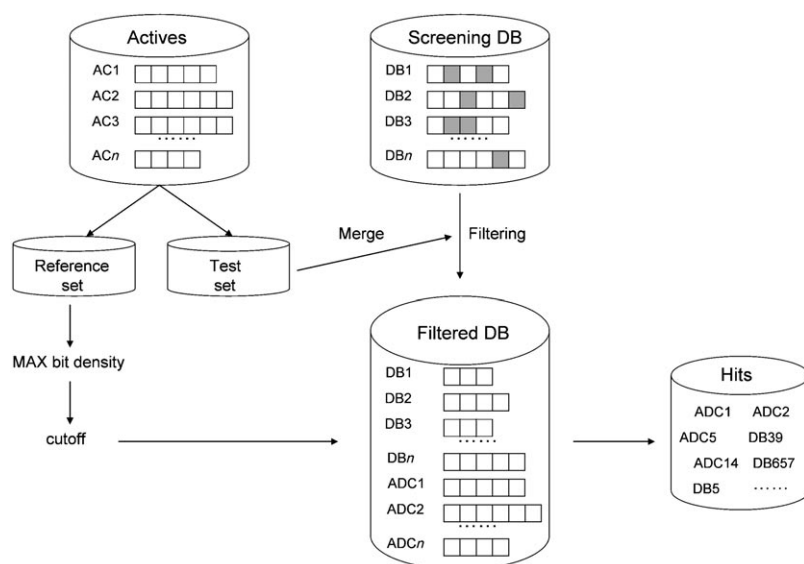 Actives
AC1
AC2
AC3
......
ACn
Screening DB
DB1
DB2
DB3
......
DBn
Merge
Filtering
Reference
set
Test
set
MAX bit density
cutoff
Filtered DB
DB1
DB2
DB3
......
DBn
ADC1
ADC2
......
ADCn
Hits
ADC1 ADC2
ADC5 DB39
ADC14 DB657
DB5 ......